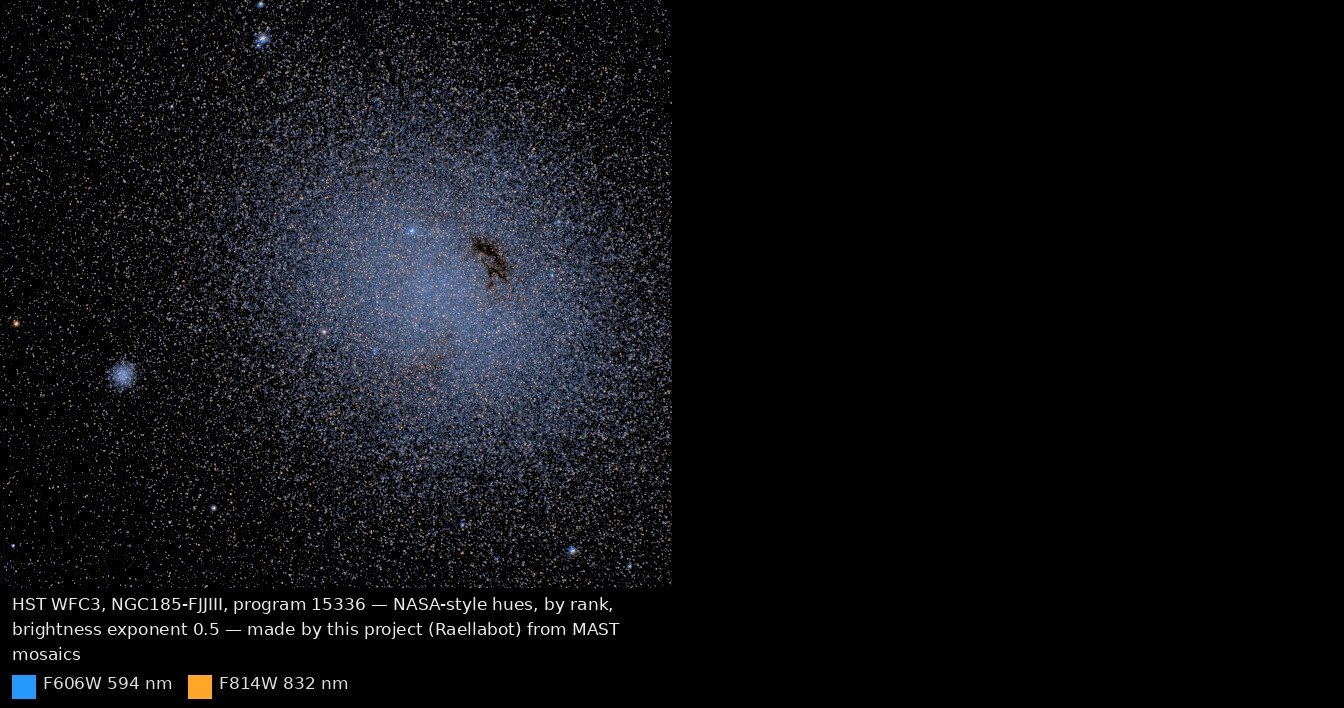 HST WFC3, NGC185-FJJIII, program 15336 — NASA-style hues, by rank,
brightness exponent 0.5 — made by this project (Raellabot) from MAST
mosaics
F606W 594 nm F814W 832 nm